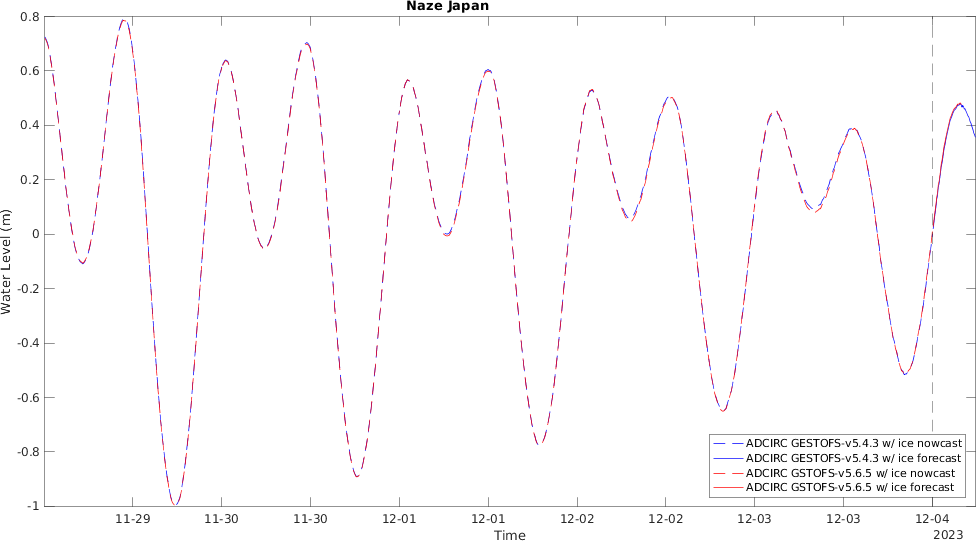 Naze Japan
0.8
0.6
0.4
0.2
0
-0.2
-0.4
-0.6
-0.8
-1
Water Level (m)
ADCIRC GESTOFS-v5.4.3 w/ ice nowcast
ADCIRC GESTOFS-v5.4.3 w/ ice forecast
ADCIRC GSTOFS-v5.6.5 w/ ice nowcast
ADCIRC GSTOFS-v5.6.5 w/ ice forecast
11-29 11-30 11-30 12-01 12-01 12-02 12-02 12-03 12-03 12-04
Time 2023